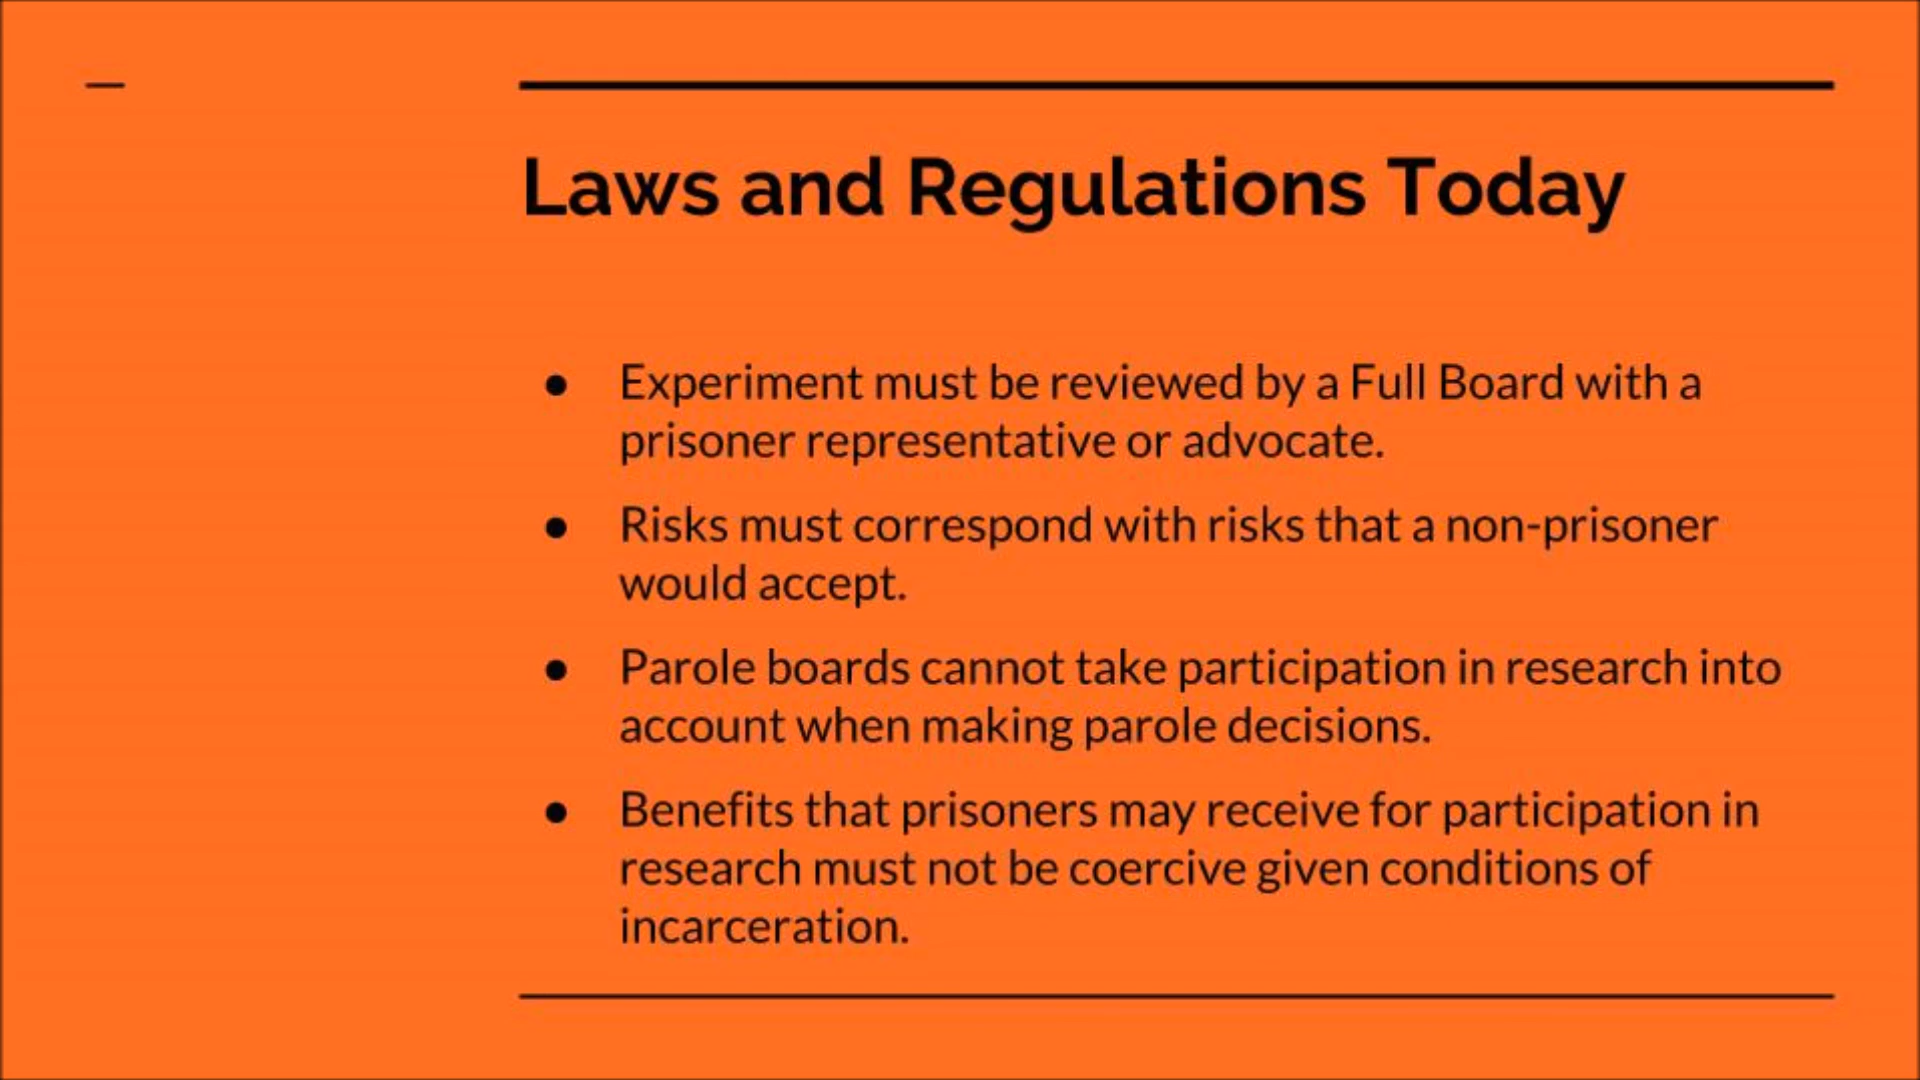 Laws and Regulations Today
● Experiment must be reviewed by a Full Board with a
prisoner representative or advocate.
● Risks must correspond with risks that a non-prisoner
would accept.
● Parole boards cannot take participation in research into
account when making parole decisions.
● Benefits that prisoners may receive for participation in
research must not be coercive given conditions of
incarceration.